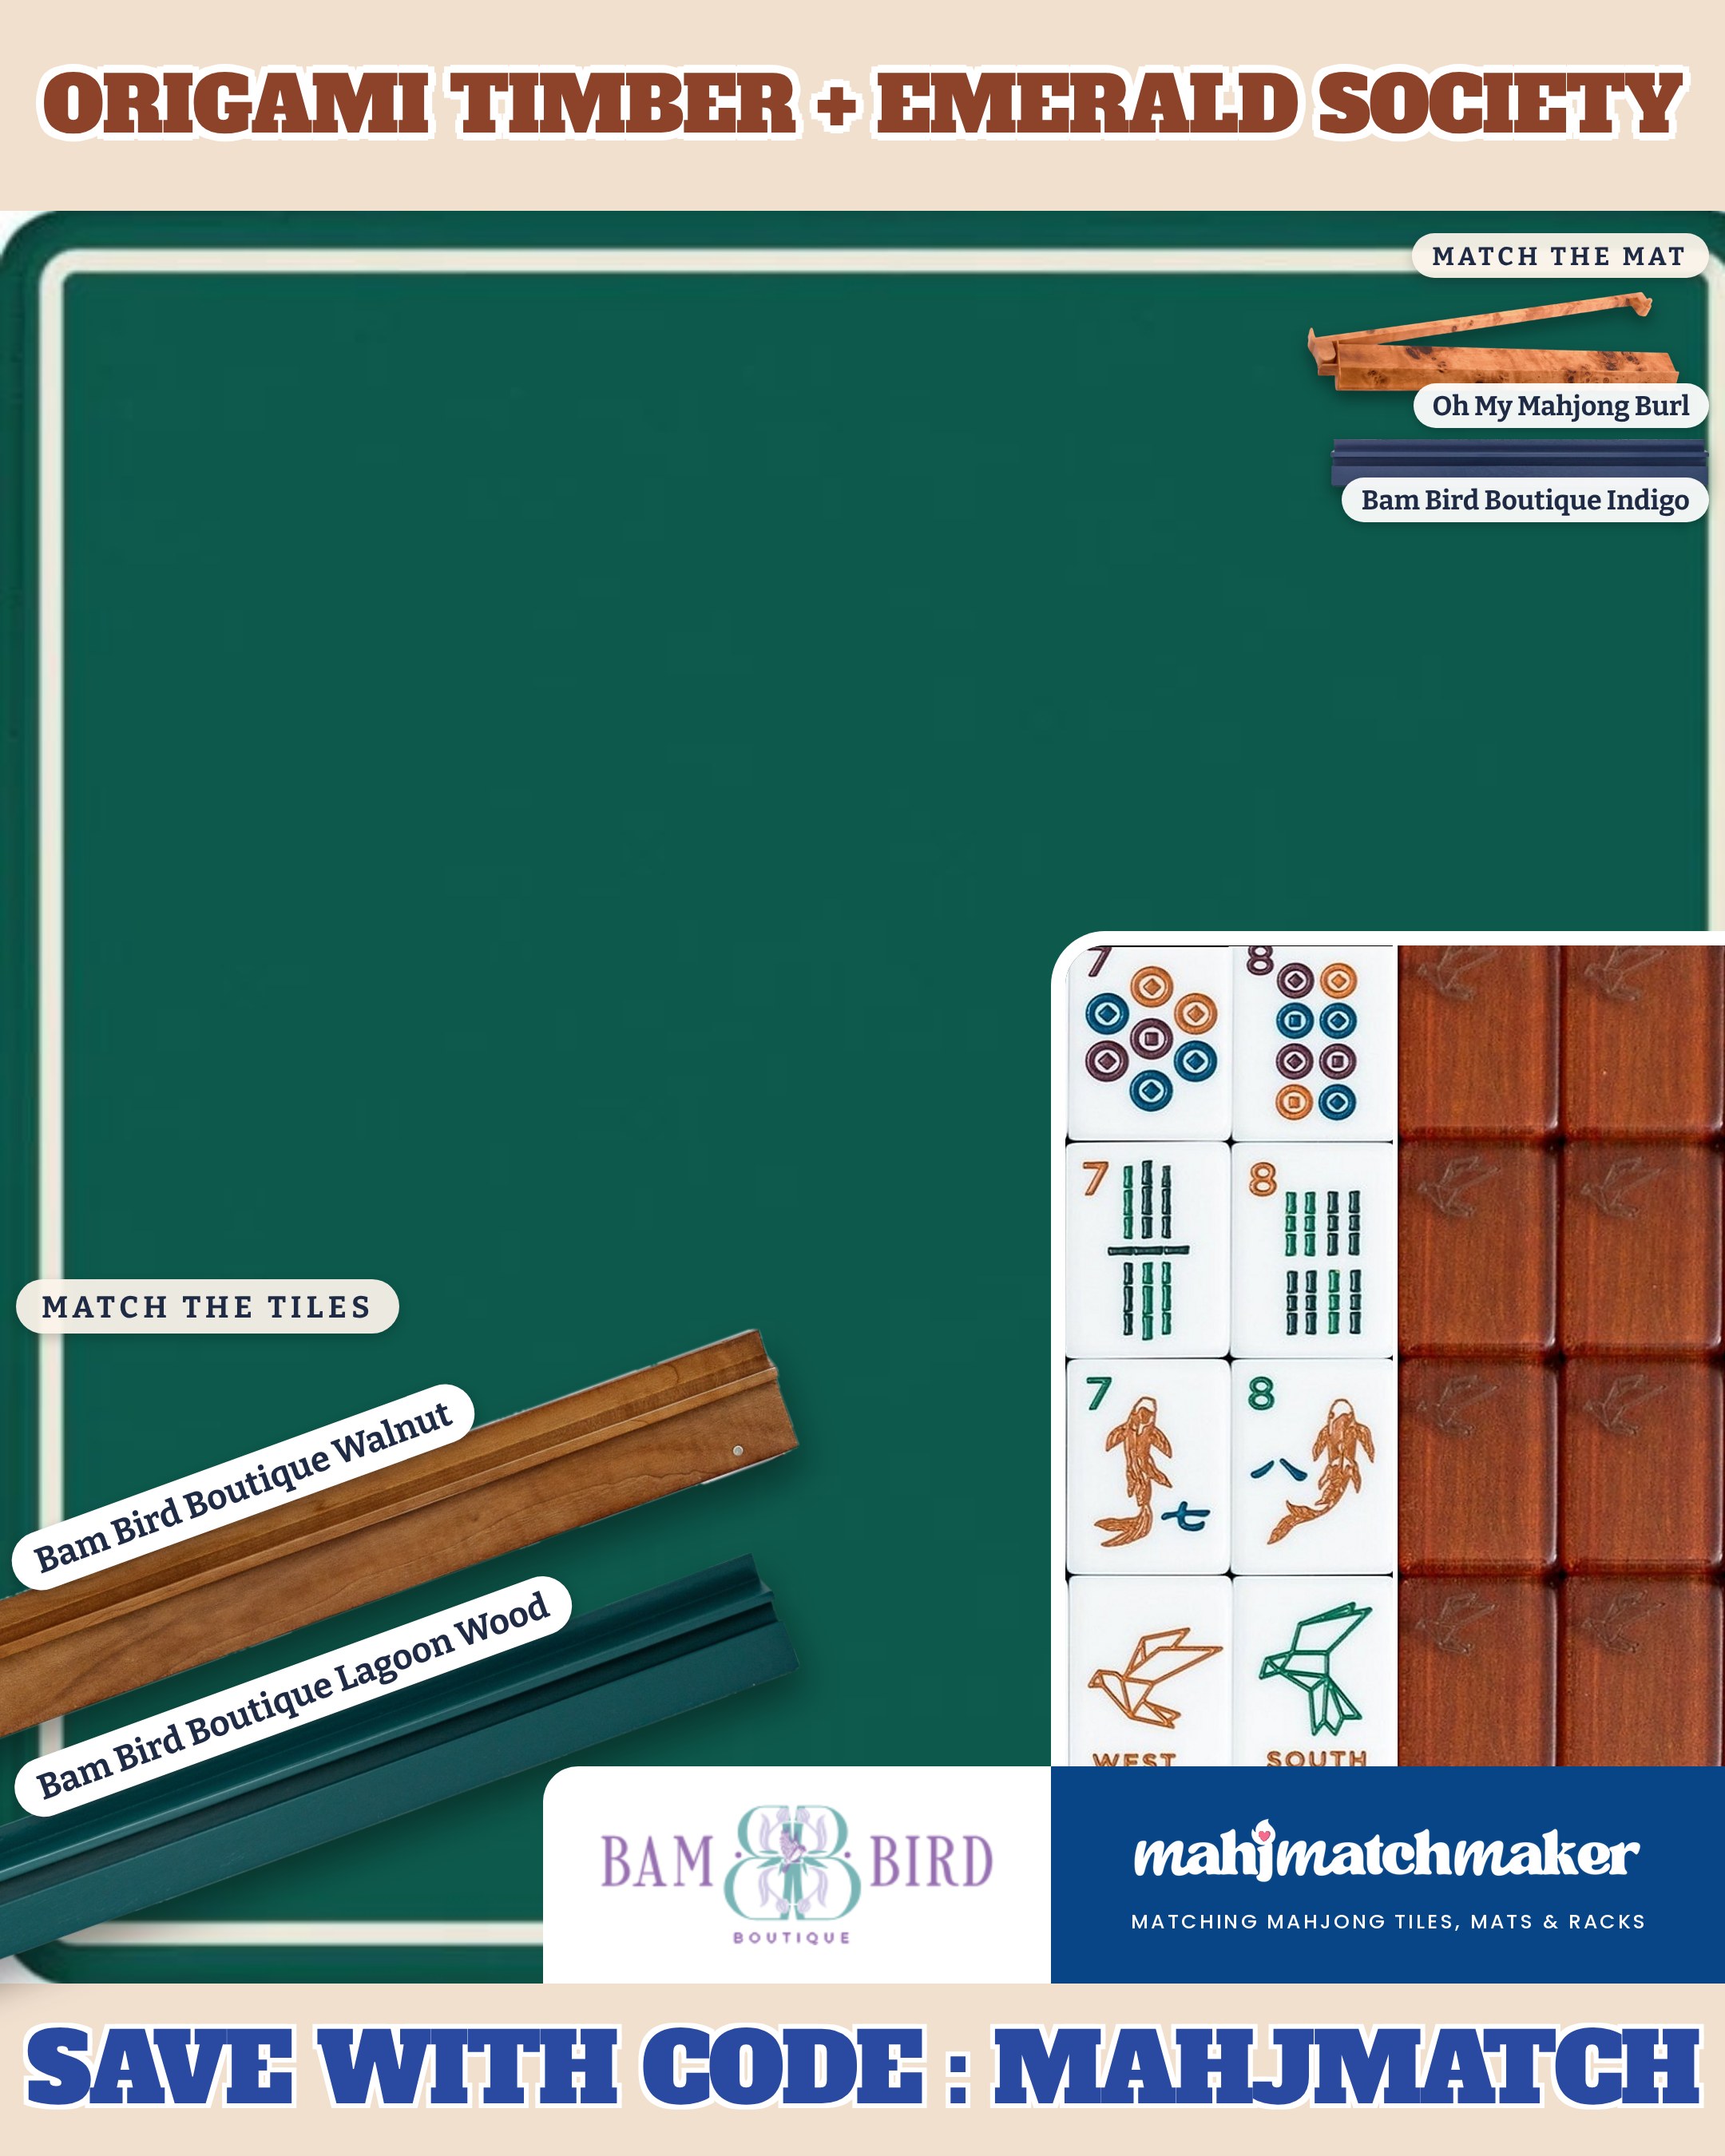 ORIGAMI TIMBER + EMERALD SOCIETY
MATCH THE MAT
Oh My Mahjong Burl
Bam Bird Boutique Indigo
7 8
7 8
7 8
七 八
WEST SOUTH
MATCH THE TILES
Bam Bird Boutique Walnut
Bam Bird Boutique Lagoon Wood
BAM BIRD
BOUTIQUE
mahjmatchmaker
MATCHING MAHJONG TILES, MATS & RACKS
SAVE WITH CODE : MAHJMATCH